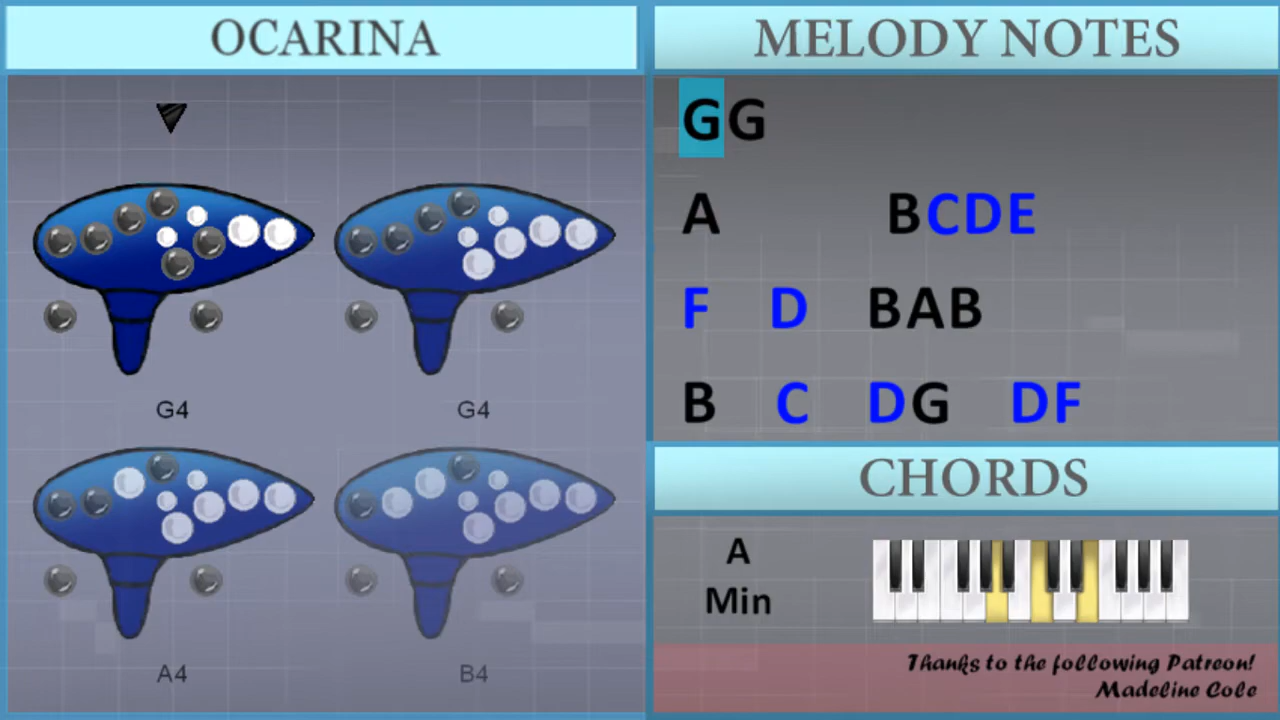 OCARINA
G4 G4
A4 B4
MELODY NOTES
GG
A BCDE
F D BAB
B C DG DF
CHORDS
A
Min
Thanks to the following Patreon!
Madeline Cole